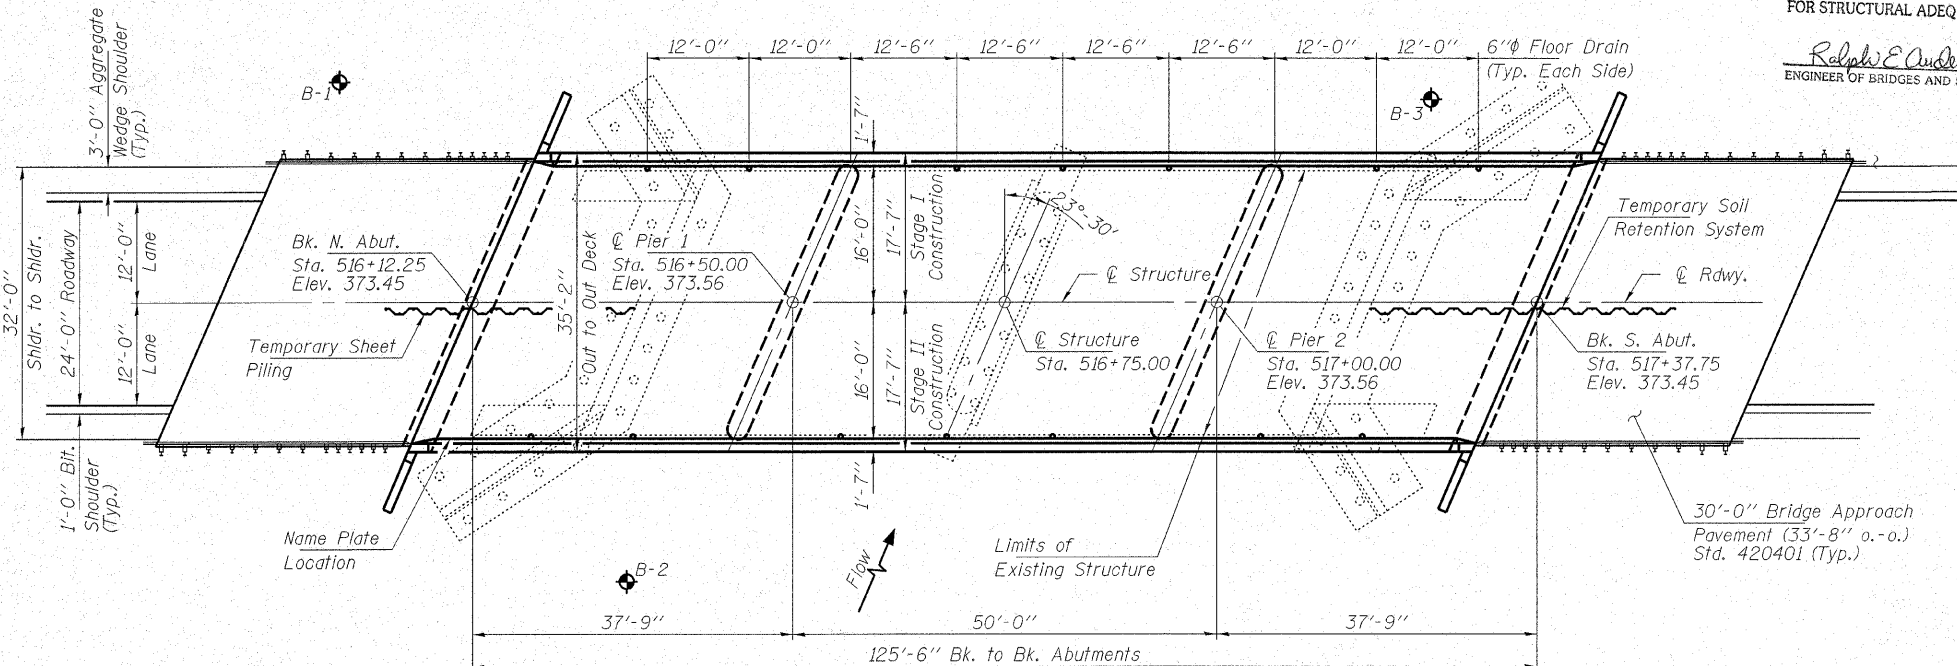 FOR STRUCTURAL ADEQ
ENGINEER OF BRIDGES AND
3'-0" Aggregate
Wedge Shoulder
(Typ.)
B-1
12'-0"
12'-0"
12'-6"
12'-6"
12'-6"
12'-6"
12'-0"
12'-0"
6"φ Floor Drain
(Typ. Each Side)
B-3
1'-7"
32'-0"
Shldr. to Shldr.
24'-0" Roadway
12'-0"
Lane
12'-0"
Lane
Bk. N. Abut.
Sta. 516+12.25
Elev. 373.45
35'-2"
Out to Out Deck
℄ Pier 1
Sta. 516+50.00
Elev. 373.56
16'-0"
17'-7"
Stage I
Construction
23°-30'
℄ Structure
Temporary Soil
Retention System
℄ Rdwy.
Temporary Sheet
Piling
16'-0"
17'-7"
Stage II
Construction
℄ Structure
Sta. 516+75.00
℄ Pier 2
Sta. 517+00.00
Elev. 373.56
Bk. S. Abut.
Sta. 517+37.75
Elev. 373.45
1'-0" Bit.
Shoulder
(Typ.)
1'-7"
Name Plate
Location
B-2
Flow
Limits of
Existing Structure
30'-0" Bridge Approach
Pavement (33'-8" o.-o.)
Std. 420401 (Typ.)
37'-9"
50'-0"
37'-9"
125'-6" Bk. to Bk. Abutments